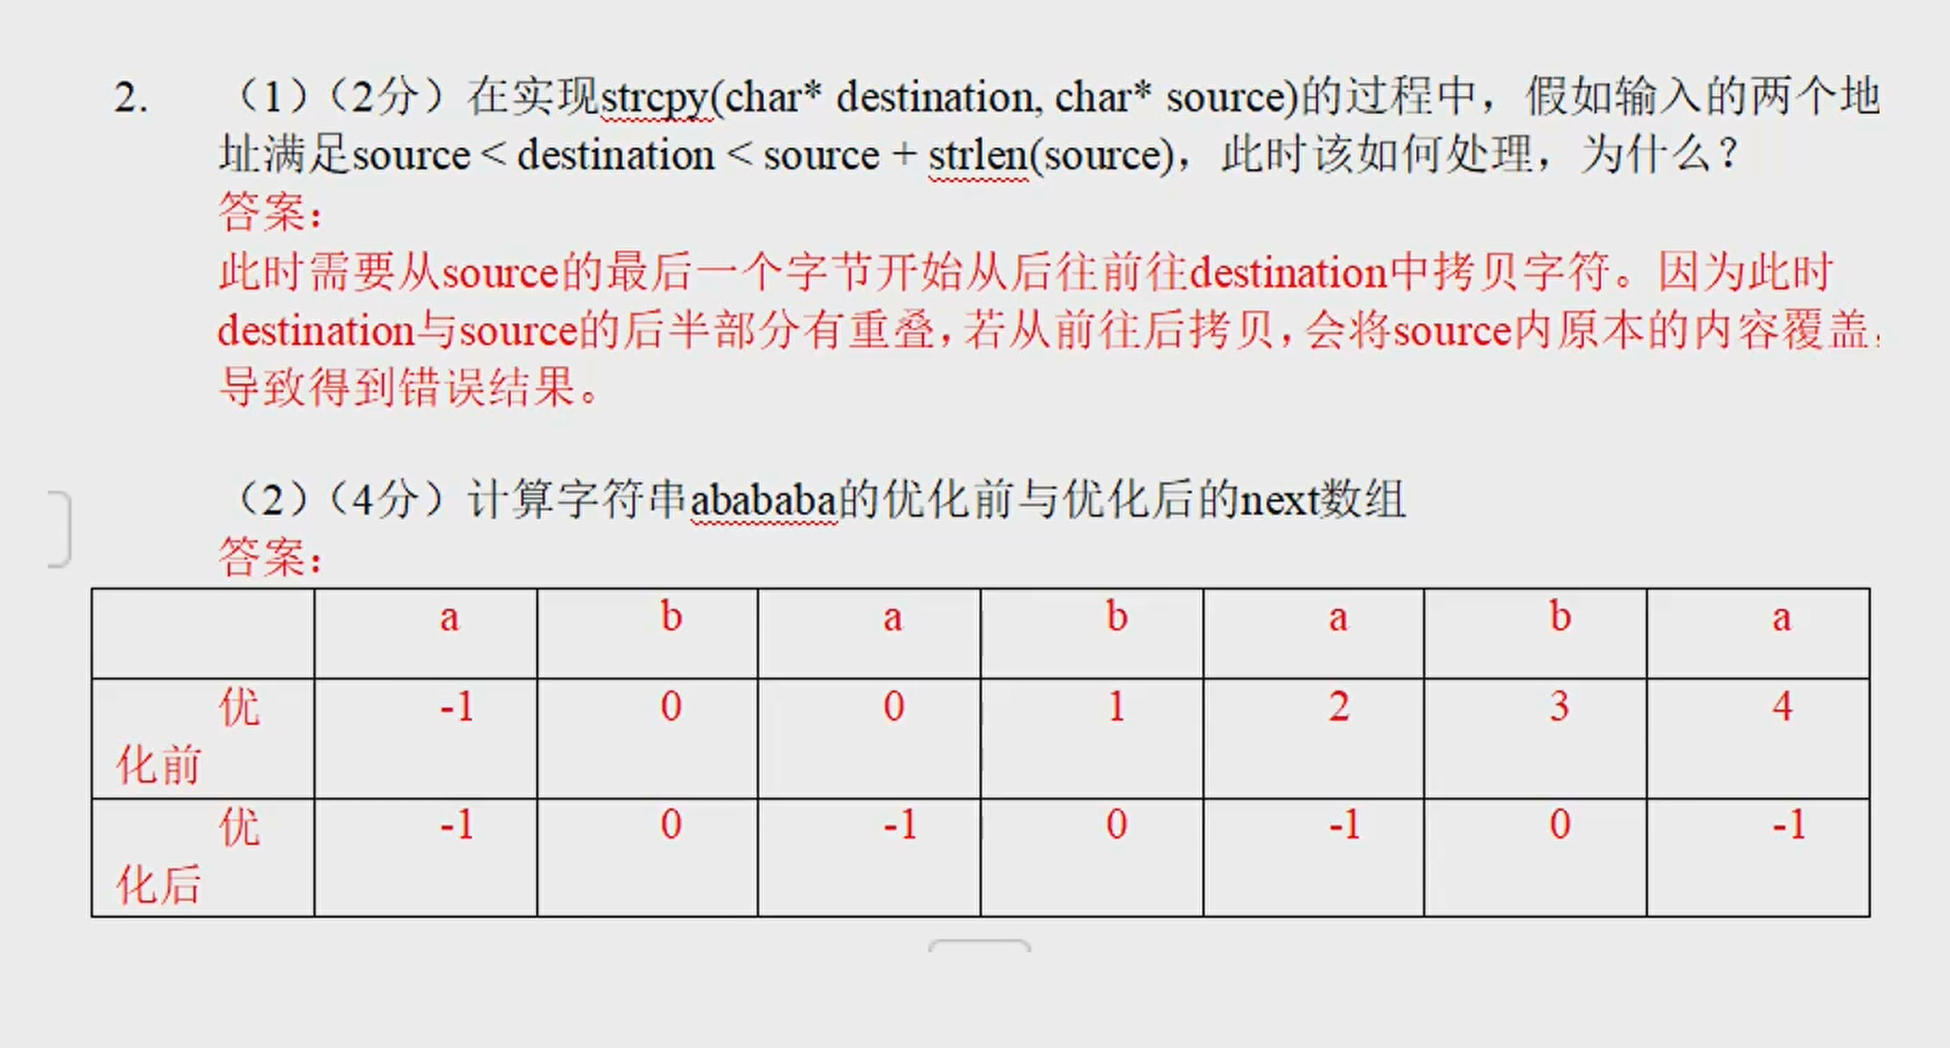 2. （1）（2分）在实现strcpy(char* destination, char* source)的过程中，假如输入的两个地
址满足source < destination < source + strlen(source)，此时该如何处理，为什么？
答案：
此时需要从source的最后一个字节开始从后往前往destination中拷贝字符。因为此时
destination与source的后半部分有重叠，若从前往后拷贝，会将source内原本的内容覆盖，
导致得到错误结果。
（2）（4分）计算字符串abababa的优化前与优化后的next数组
答案：
a b a b a b a
优化前 -1 0 0 1 2 3 4
优化后 -1 0 -1 0 -1 0 -1